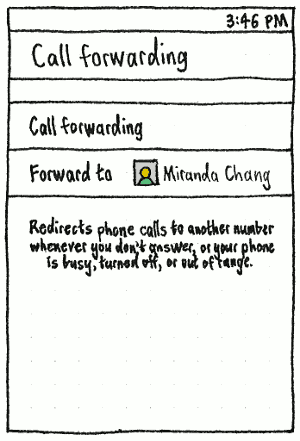 3:46 PM
Call forwarding
Call forwarding
Forward to Miranda Chang
Redirects phone calls to another number
whenever you don't answer, or your phone
is busy, turned off, or out of range.